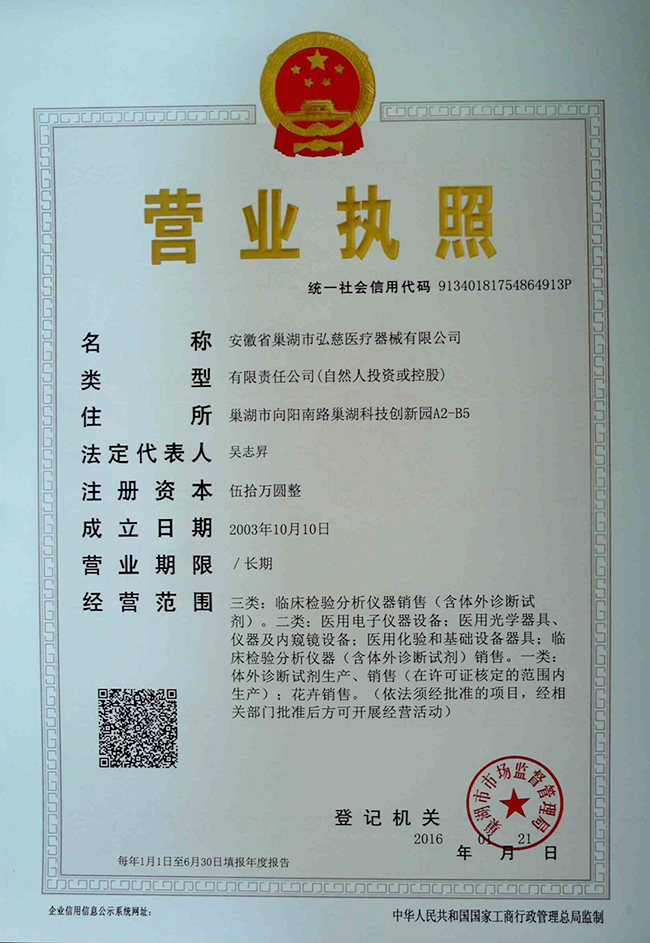 营业执照
统一社会信用代码 91340181754864913P
名称 安徽省巢湖市弘慈医疗器械有限公司
类型 有限责任公司(自然人投资或控股)
住所 巢湖市向阳南路巢湖科技创新园A2-B5
法定代表人 吴志昇
注册资本 伍拾万圆整
成立日期 2003年10月10日
营业期限 /长期
经营范围 三类：临床检验分析仪器销售（含体外诊断试
剂）。二类：医用电子仪器设备；医用光学器具、
仪器及内窥镜设备；医用化验和基础设备器具；临
床检验分析仪器（含体外诊断试剂）销售。一类：
体外诊断试剂生产、销售（在许可证核定的范围内
生产）；花卉销售。（依法须经批准的项目，经相
关部门批准后方可开展经营活动）
巢湖市市场监督管理局
登记机关
2016 01 21
年 月 日
每年1月1日至6月30日填报年度报告
企业信用信息公示系统网址：
中华人民共和国国家工商行政管理总局监制